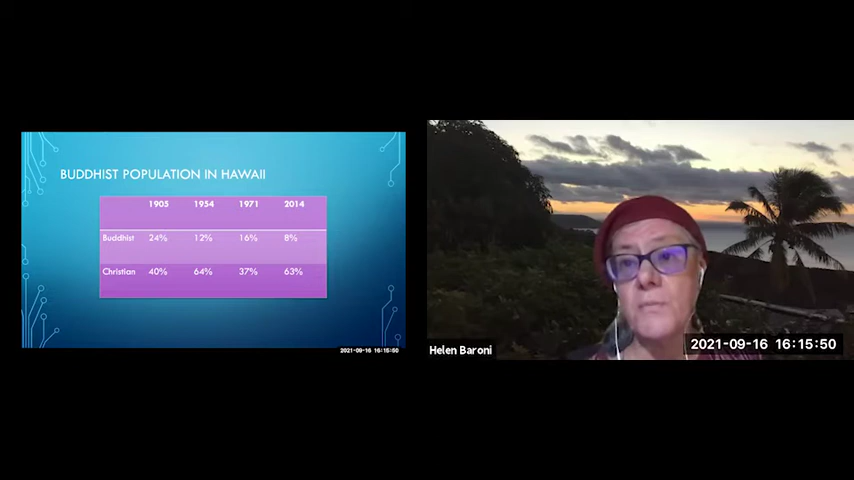 BUDDHIST POPULATION IN HAWAII
1905 1954 1971 2014
Buddhist 24% 12% 16% 8%
Christian 40% 64% 37% 63%
2021-09-16 16:15:50
Helen Baroni
2021-09-16 16:15:50